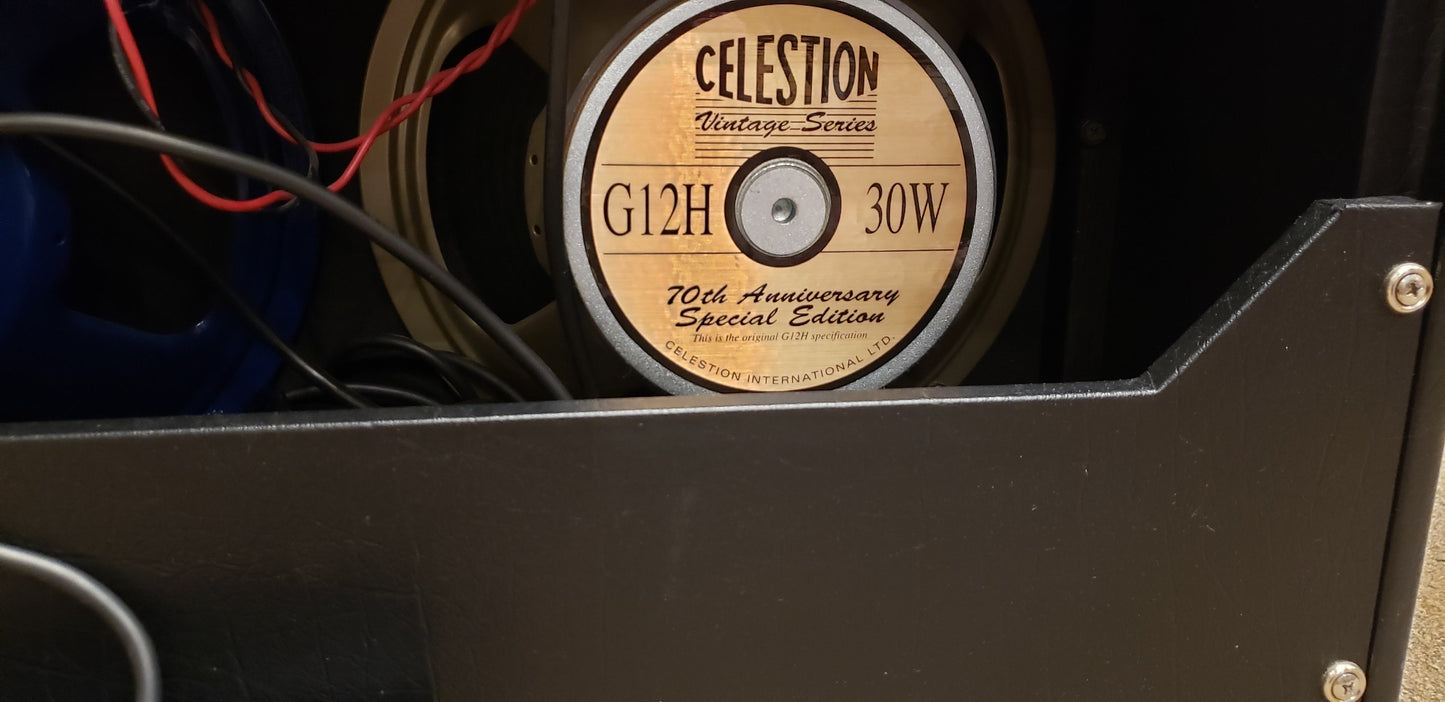 CELESTION
Vintage Series
G12H 30W
70th Anniversary
Special Edition
This is the original G12H specification
CELESTION INTERNATIONAL LTD.